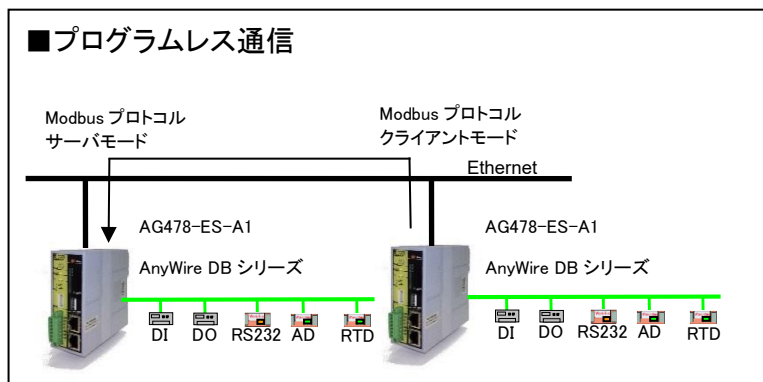 ■プログラムレス通信
Modbus プロトコル
サーバモード
Modbus プロトコル
クライアントモード
Ethernet
AG478-ES-A1
AnyWire DB シリーズ
AG478-ES-A1
AnyWire DB シリーズ
DI
DO
RS232
AD
RTD
DI
DO
RS232
AD
RTD